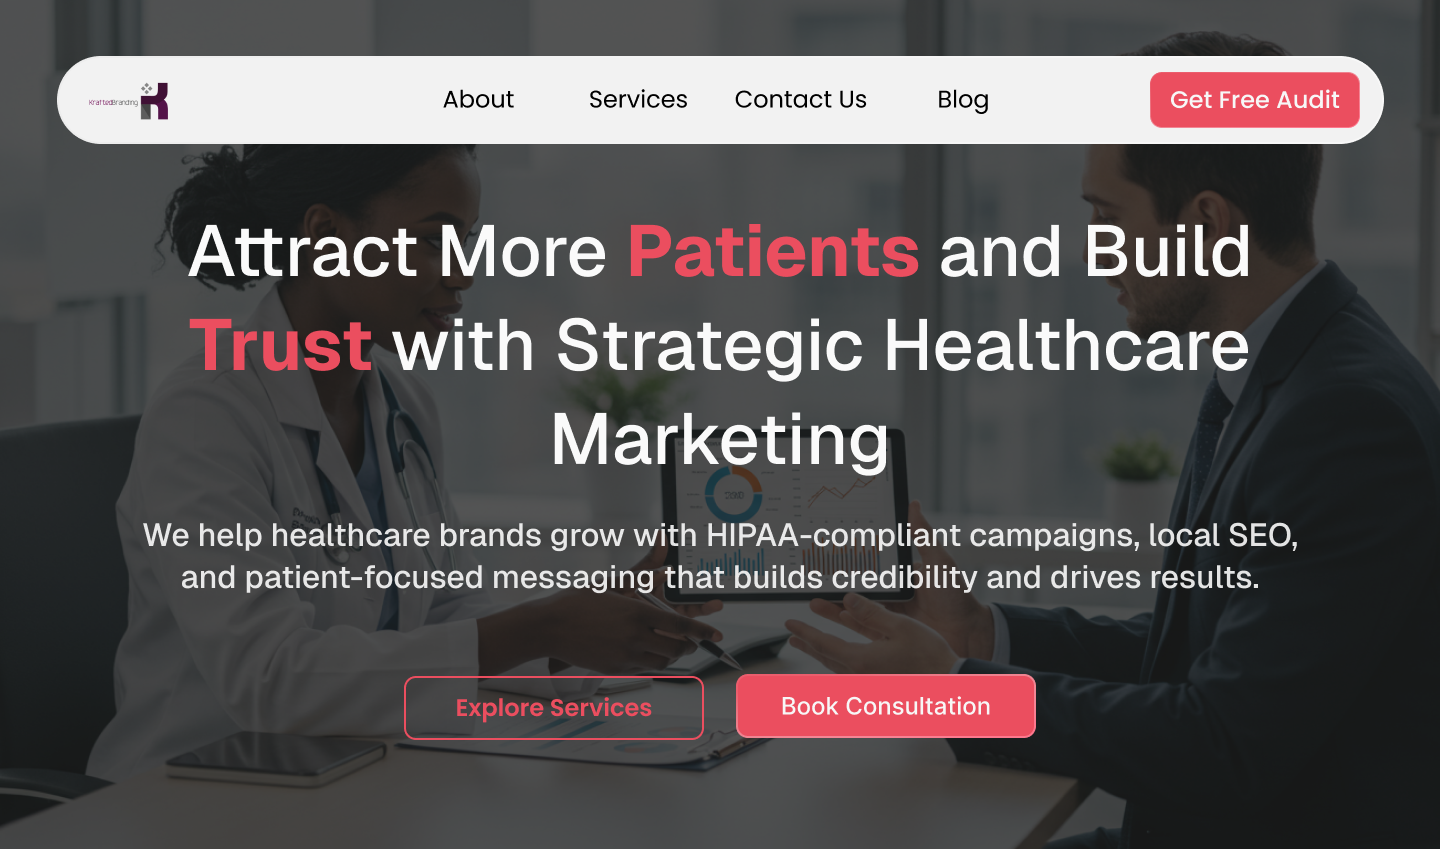 KraftedBranding
About Services Contact Us Blog Get Free Audit
Attract More Patients and Build
Trust with Strategic Healthcare
Marketing
We help healthcare brands grow with HIPAA-compliant campaigns, local SEO,
and patient-focused messaging that builds credibility and drives results.
Explore Services Book Consultation